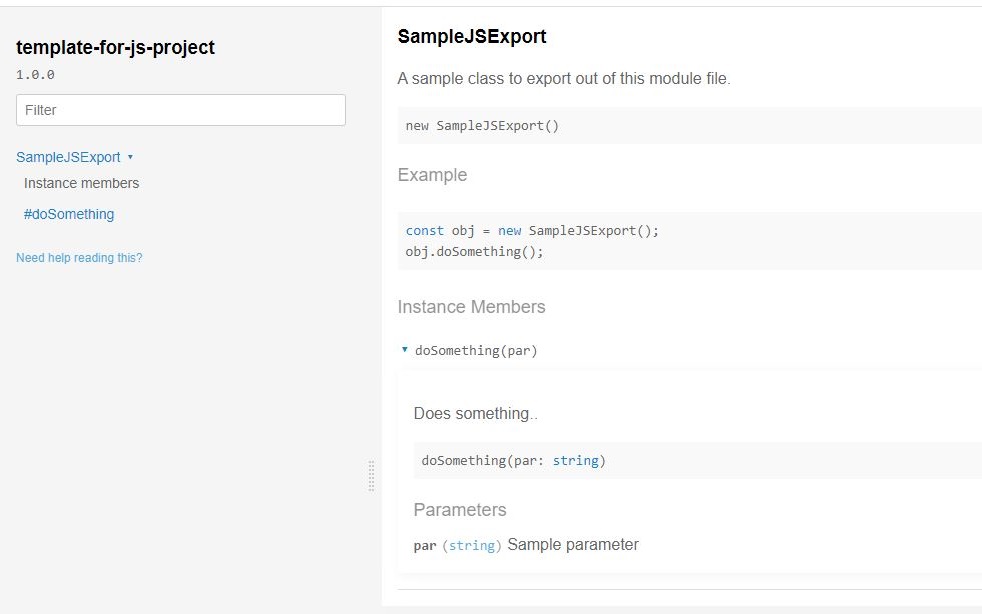 template-for-js-project
1.0.0
Filter
SampleJSExport ▾
Instance members
#doSomething
Need help reading this?
SampleJSExport
A sample class to export out of this module file.
new SampleJSExport()
Example
const obj = new SampleJSExport();
obj.doSomething();
Instance Members
▾ doSomething(par)
Does something..
doSomething(par: string)
Parameters
par (string) Sample parameter